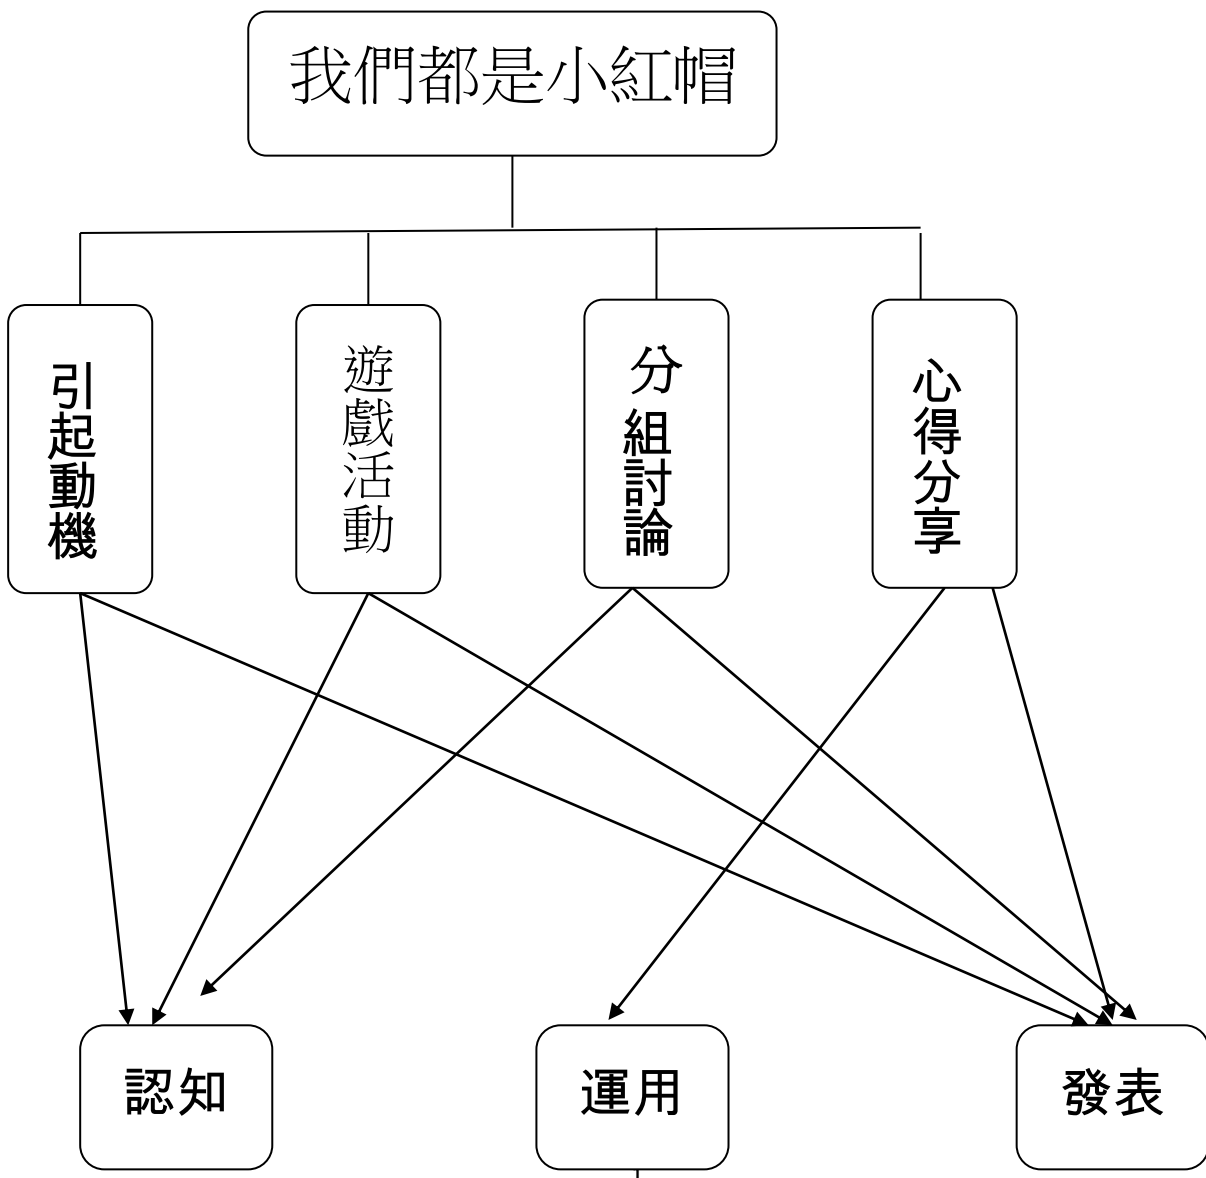 我們都是小紅帽
引起動機
遊戲活動
分組討論
心得分享
認知
運用
發表